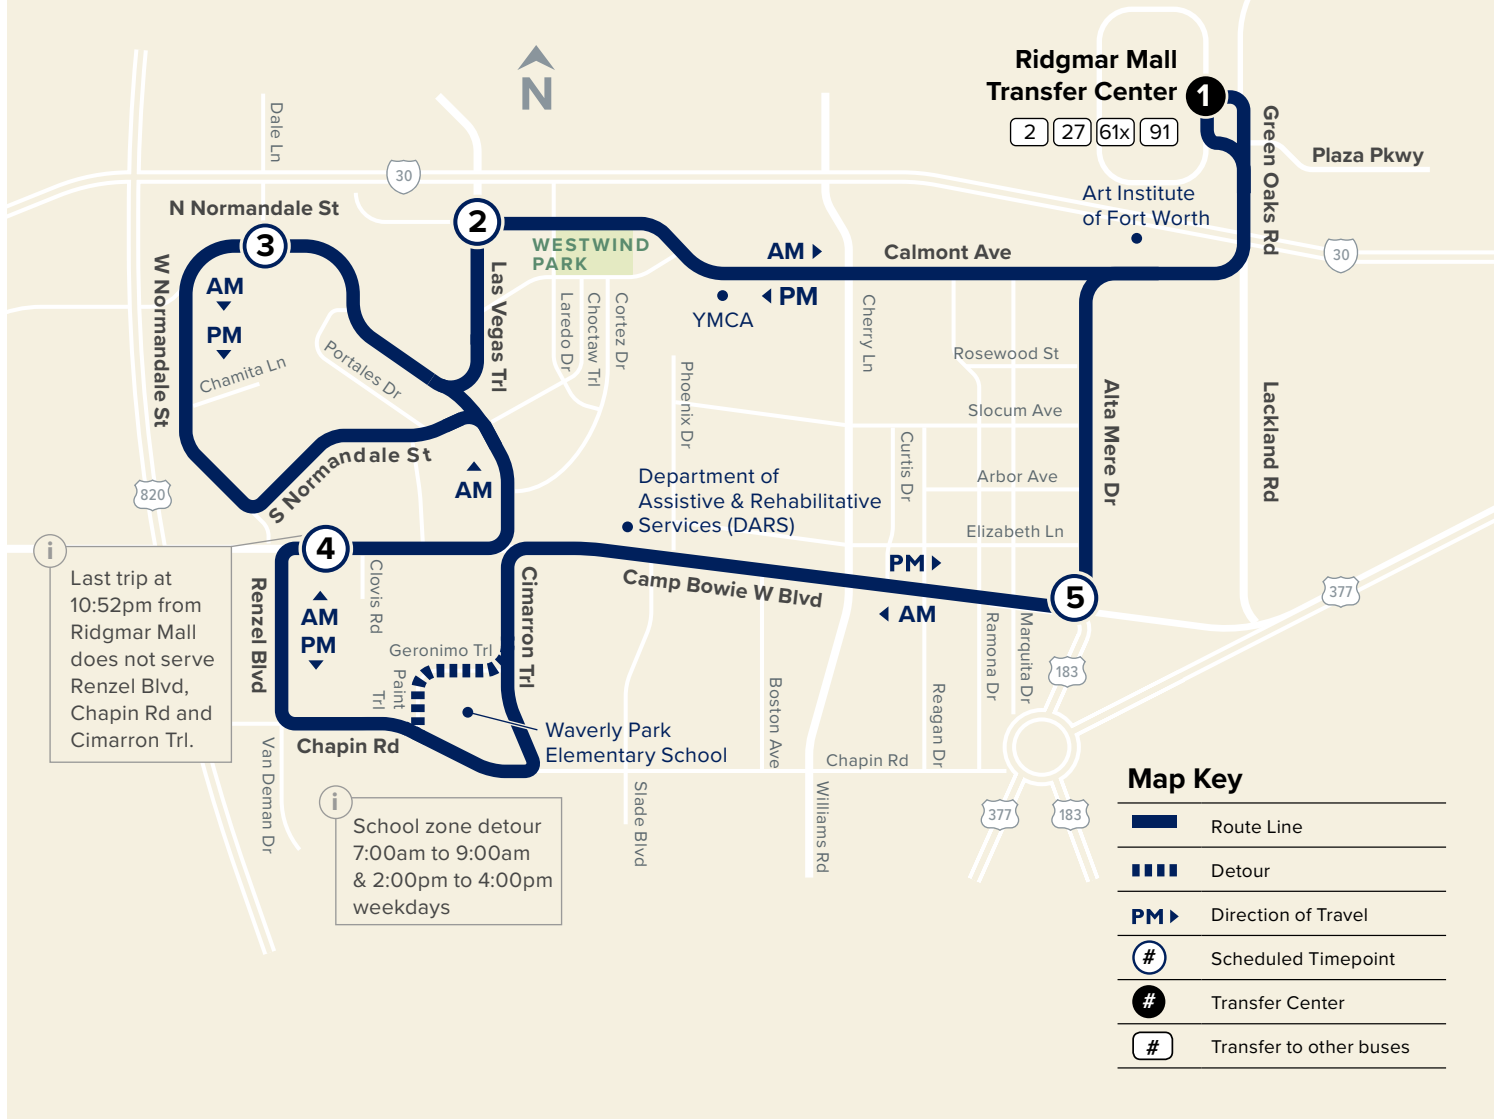 Ridgmar Mall
Transfer Center
1
2 27 61x 91
N
Dale Ln
30
Green Oaks Rd
Plaza Pkwy
Art Institute
of Fort Worth
N Normandale St
2
3
WESTWIND
PARK
AM
Calmont Ave
30
W Normandale St
AM
PM
Las Vegas Trl
PM
YMCA
Laredo Dr
Choctaw Trl
Cortez Dr
Cherry Ln
Chamita Ln
Portales Dr
Phoenix Dr
Rosewood St
Slocum Ave
Alta Mere Dr
Lackland Rd
S Normandale St
Curtis Dr
Arbor Ave
820
AM
Department of
Assistive & Rehabilitative
Services (DARS)
Elizabeth Ln
4
i
Last trip at
10:52pm from
Ridgmar Mall
does not serve
Renzel Blvd,
Chapin Rd and
Cimarron Trl.
Renzel Blvd
AM
PM
Clovis Rd
Cimarron Trl
Camp Bowie W Blvd
PM
AM
5
377
Geronimo Trl
Paint
Trl
Ramona Dr
Marquita Dr
183
Boston Ave
Reagan Dr
Waverly Park
Elementary School
Chapin Rd
Chapin Rd
Van Deman Dr
Slade Blvd
Williams Rd
377
183
i
School zone detour
7:00am to 9:00am
& 2:00pm to 4:00pm
weekdays
Map Key
Route Line
Detour
PM Direction of Travel
# Scheduled Timepoint
# Transfer Center
# Transfer to other buses